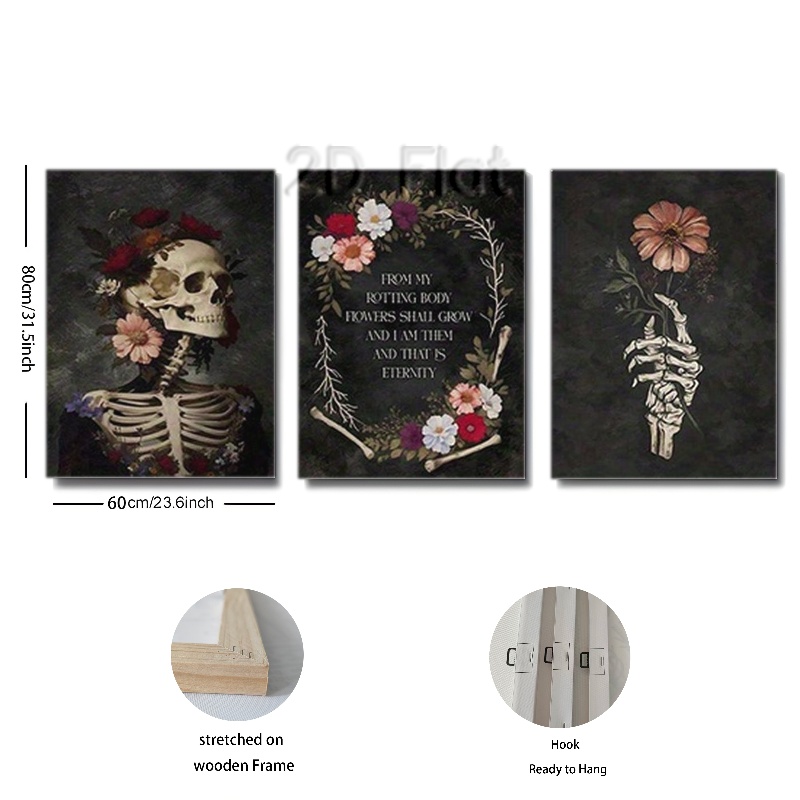 2D Flat
80cm/31.5inch
FROM MY
ROTTING BODY
FLOWERS SHALL GROW
AND I AM THEM
AND THAT IS
ETERNITY
60cm/23.6inch
stretched on
wooden Frame
Hook
Ready to Hang